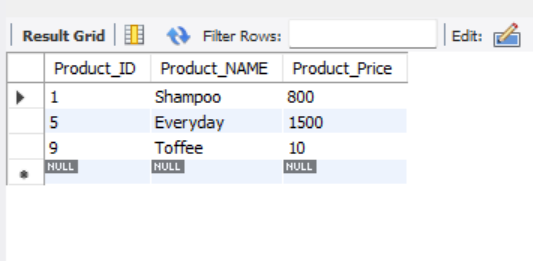 Result Grid Filter Rows: Edit:
Product_ID Product_NAME Product_Price
1 Shampoo 800
5 Everyday 1500
9 Toffee 10
NULL NULL NULL